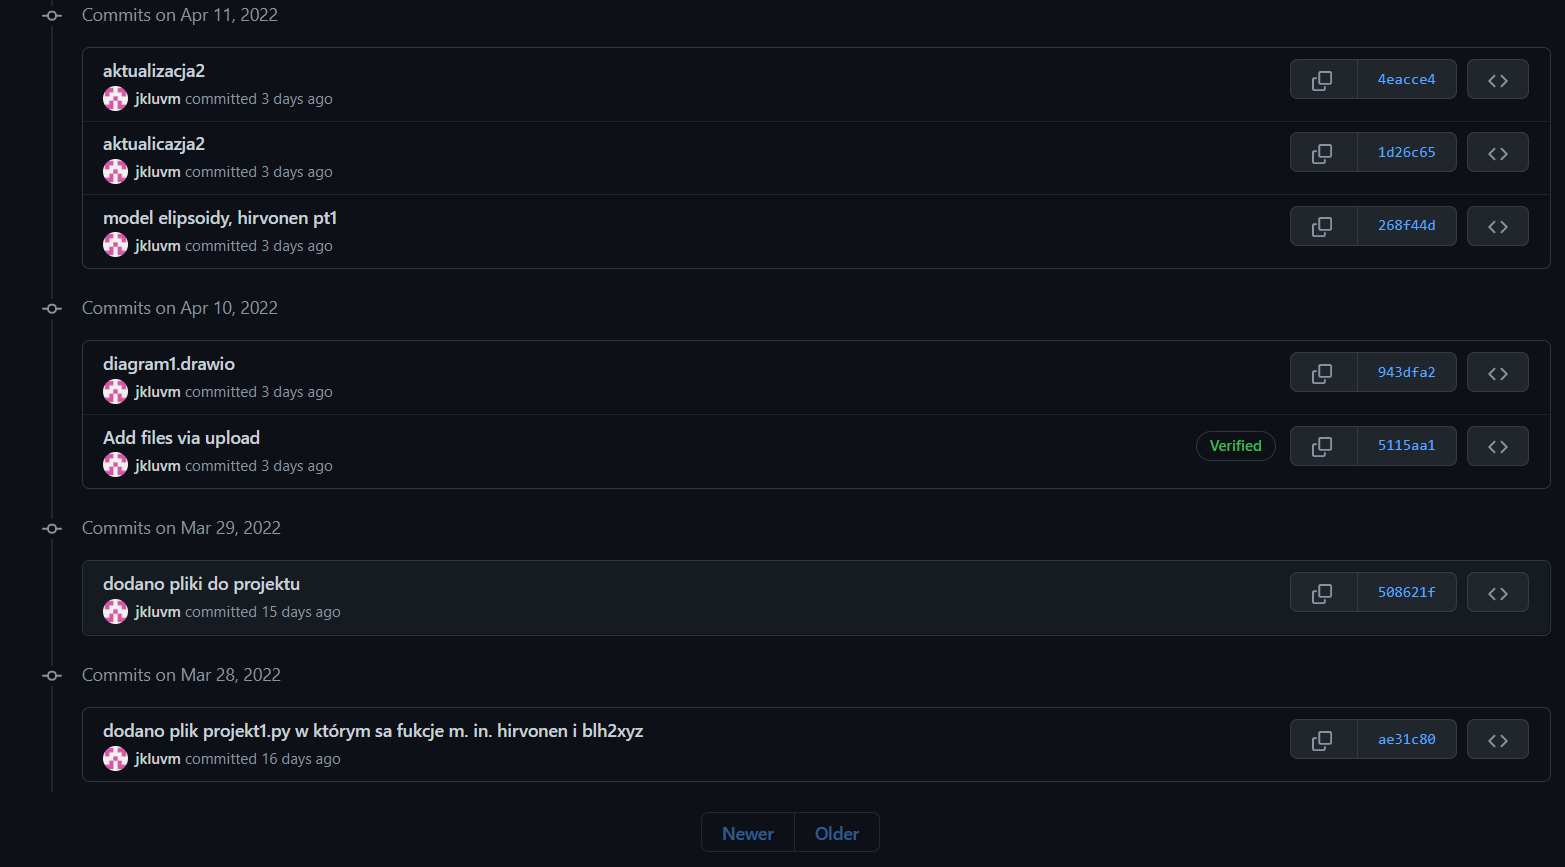 Commits on Apr 11, 2022
aktualizacja2
jkluvm committed 3 days ago
4eacce4
aktualicazja2
jkluvm committed 3 days ago
1d26c65
model elipsoidy, hirvonen pt1
jkluvm committed 3 days ago
268f44d
Commits on Apr 10, 2022
diagram1.drawio
jkluvm committed 3 days ago
943dfa2
Add files via upload
jkluvm committed 3 days ago
Verified
5115aa1
Commits on Mar 29, 2022
dodano pliki do projektu
jkluvm committed 15 days ago
508621f
Commits on Mar 28, 2022
dodano plik projekt1.py w którym sa fukcje m. in. hirvonen i blh2xyz
jkluvm committed 16 days ago
ae31c80
Newer Older